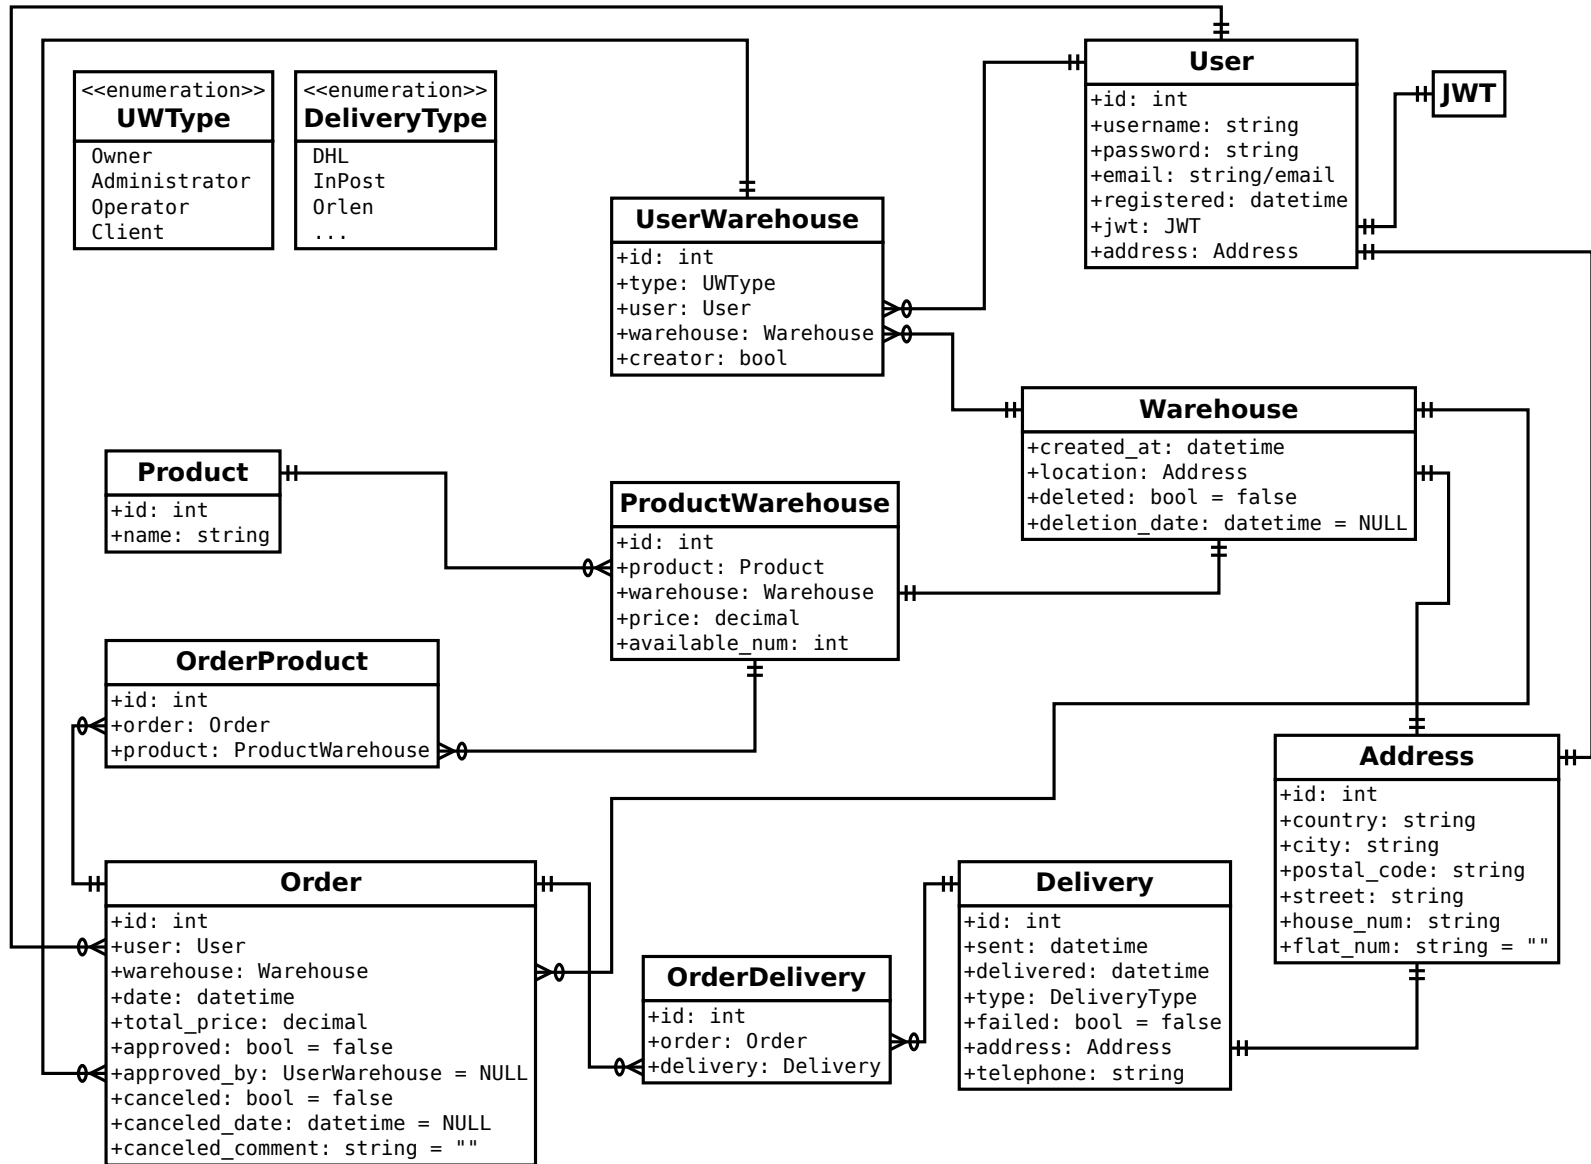 <<enumeration>>
UWType
Owner
Administrator
Operator
Client
<<enumeration>>
DeliveryType
DHL
InPost
Orlen
...
User
+id: int
+username: string
+password: string
+email: string/email
+registered: datetime
+jwt: JWT
+address: Address
JWT
UserWarehouse
+id: int
+type: UWType
+user: User
+warehouse: Warehouse
+creator: bool
Warehouse
+created_at: datetime
+location: Address
+deleted: bool = false
+deletion_date: datetime = NULL
Product
+id: int
+name: string
ProductWarehouse
+id: int
+product: Product
+warehouse: Warehouse
+price: decimal
+available_num: int
OrderProduct
+id: int
+order: Order
+product: ProductWarehouse
Address
+id: int
+country: string
+city: string
+postal_code: string
+street: string
+house_num: string
+flat_num: string = ""
Order
+id: int
+user: User
+warehouse: Warehouse
+date: datetime
+total_price: decimal
+approved: bool = false
+approved_by: UserWarehouse = NULL
+canceled: bool = false
+canceled_date: datetime = NULL
+canceled_comment: string = ""
OrderDelivery
+id: int
+order: Order
+delivery: Delivery
Delivery
+id: int
+sent: datetime
+delivered: datetime
+type: DeliveryType
+failed: bool = false
+address: Address
+telephone: string